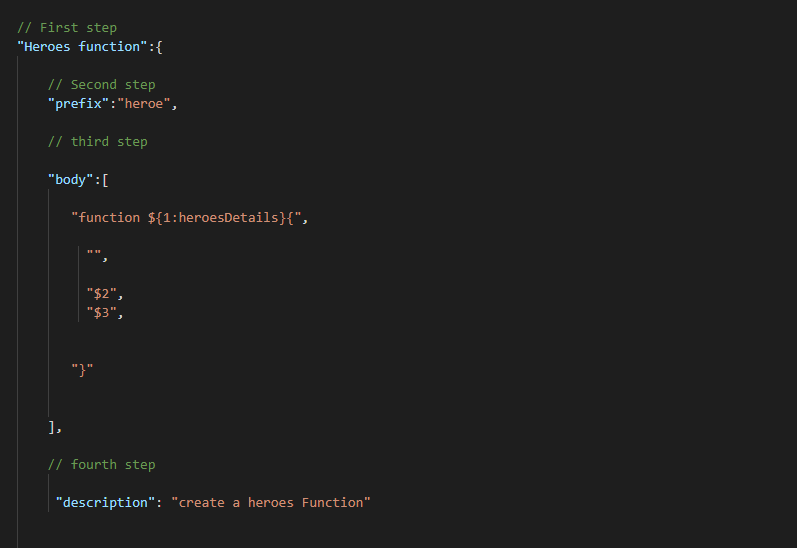 // First step
"Heroes function":{
// Second step
"prefix":"heroe",
// third step
"body":[
"function ${1:heroesDetails}{",
"",
"$2",
"$3",
"}"
],
// fourth step
"description": "create a heroes Function"